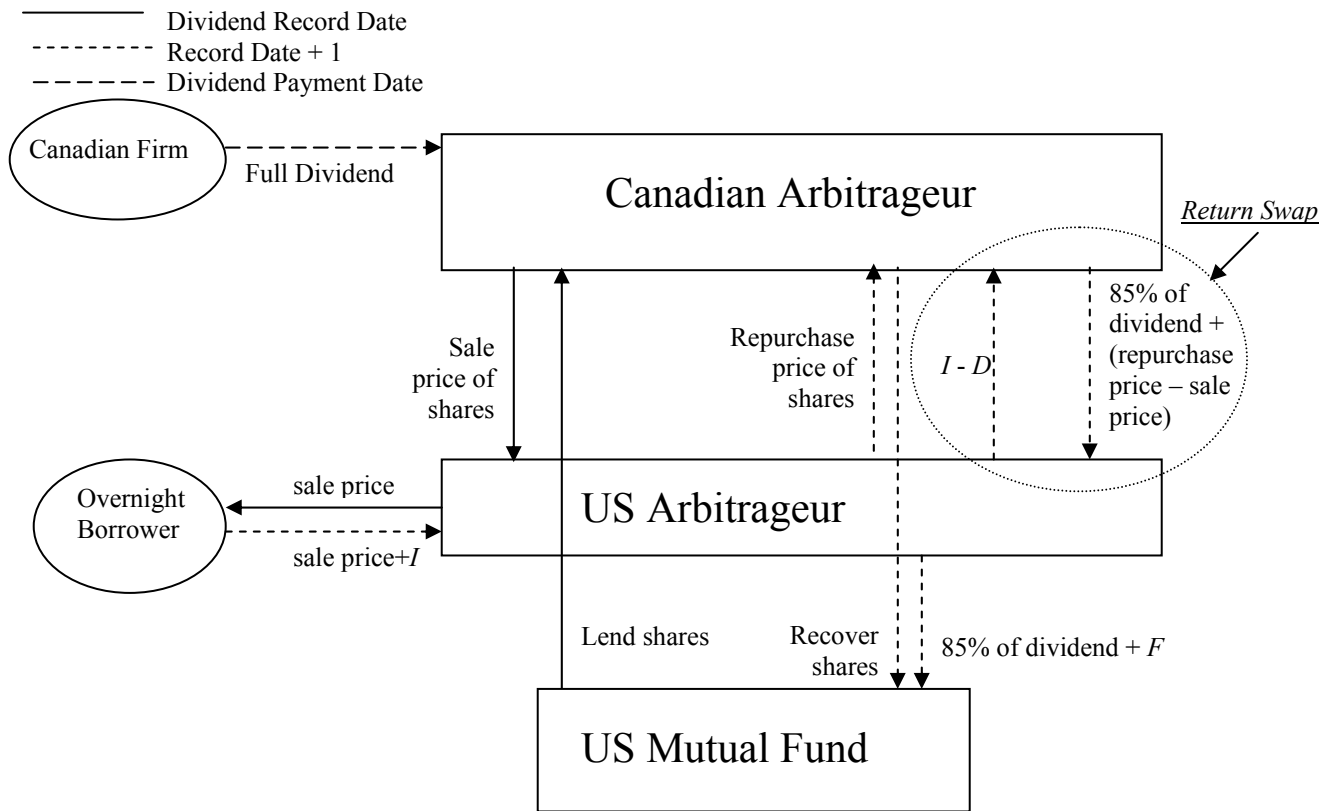 Dividend Record Date
Record Date + 1
Dividend Payment Date
Canadian Firm
Full Dividend
Canadian Arbitrageur
Return Swap
Sale
price of
shares
Repurchase
price of
shares
I - D
85% of
dividend +
(repurchase
price – sale
price)
Overnight
Borrower
sale price
sale price+I
US Arbitrageur
Lend shares
Recover
shares
85% of dividend + F
US Mutual Fund